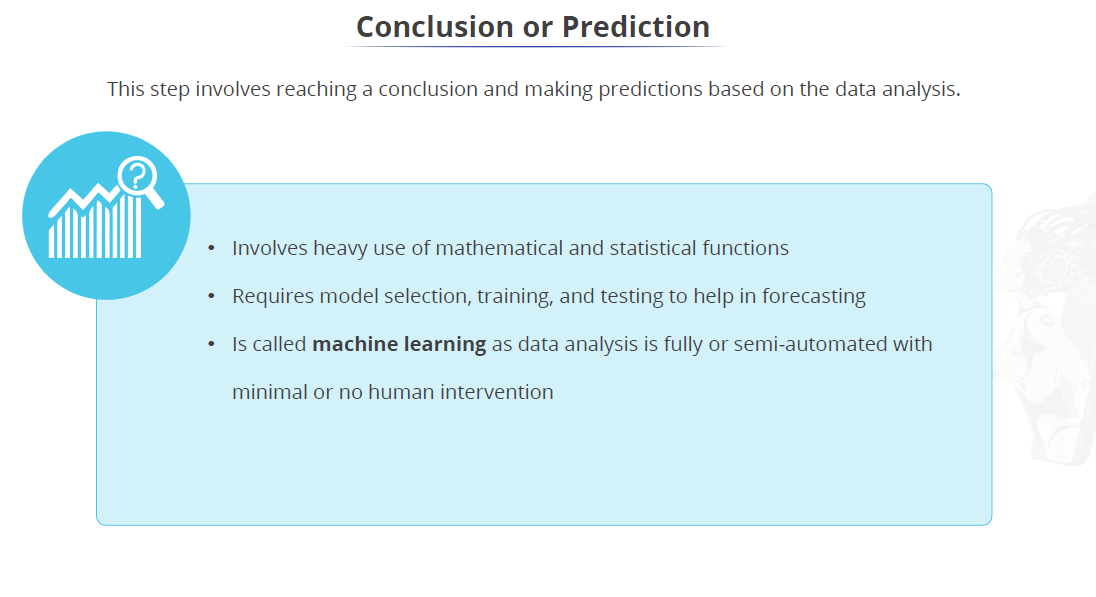 Conclusion or Prediction
This step involves reaching a conclusion and making predictions based on the data analysis.
?
• Involves heavy use of mathematical and statistical functions
• Requires model selection, training, and testing to help in forecasting
• Is called machine learning as data analysis is fully or semi-automated with
minimal or no human intervention